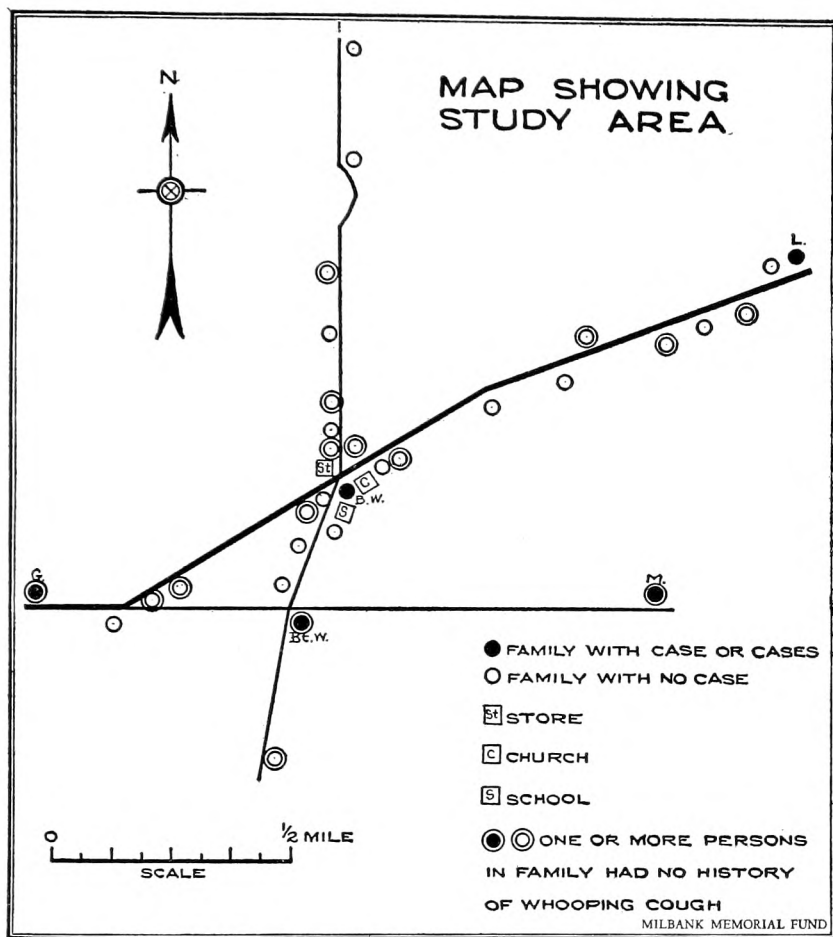 N.
MAP SHOWING
STUDY AREA
L.
St
C
B.W.
S
G.
M.
Bt.W.
FAMILY WITH CASE OR CASES
FAMILY WITH NO CASE
St STORE
C CHURCH
S SCHOOL
ONE OR MORE PERSONS
IN FAMILY HAD NO HISTORY
OF WHOOPING COUGH
0 1/2 MILE
SCALE
MILBANK MEMORIAL FUND